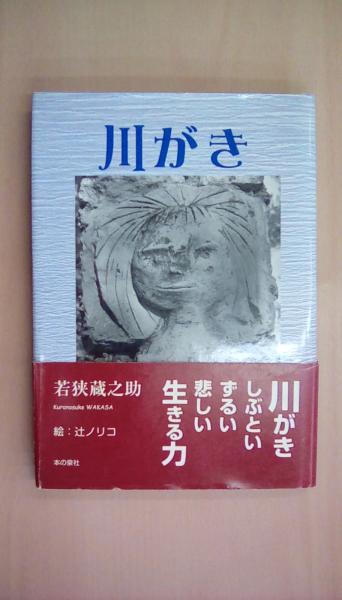 川がき
川がき
しぶとい
ずるい
悲しい
生きる力
若狭蔵之助
Kuranosuke WAKASA
絵：辻ノリコ
本の泉社